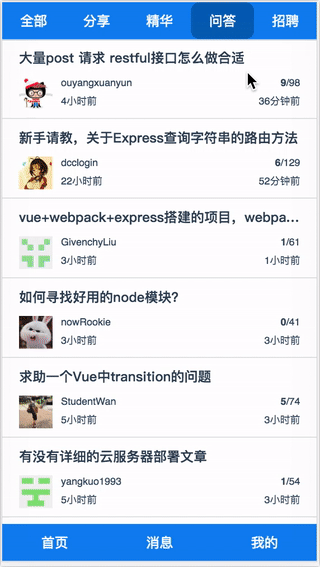 全部 分享 精华 问答 招聘
大量post 请求 restful接口怎么做合适
ouyangxuanyun 9/98
4小时前 36分钟前
新手请教，关于Express查询字符串的路由方法
dcclogin 6/129
22小时前 52分钟前
vue+webpack+express搭建的项目，webpa...
GivenchyLiu 1/61
3小时前 1小时前
如何寻找好用的node模块?
nowRookie 0/41
3小时前 3小时前
求助一个Vue中transition的问题
StudentWan 5/74
5小时前 3小时前
有没有详细的云服务器部署文章
yangkuo1993 1/54
5小时前 3小时前
首页 消息 我的